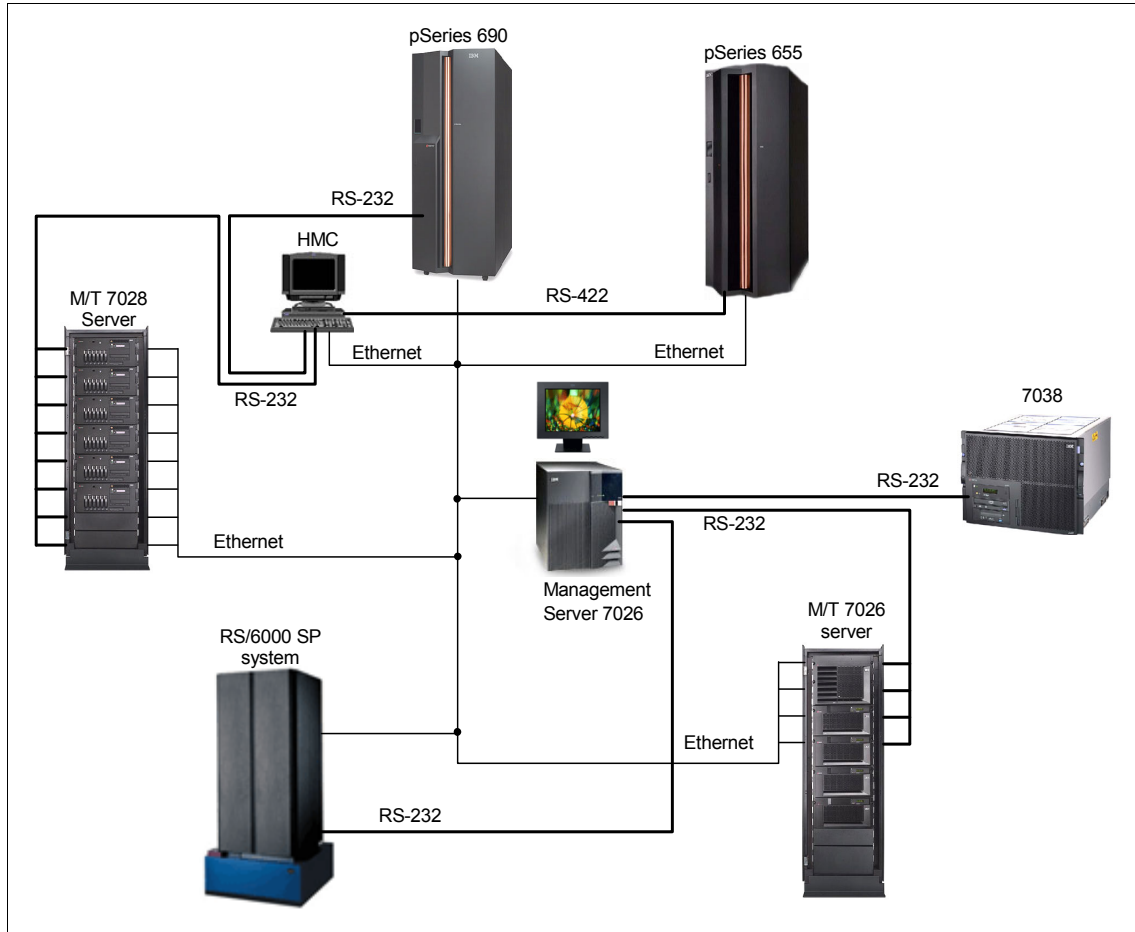 pSeries 690
pSeries 655
RS-232
HMC
RS-422
M/T 7028
Server
Ethernet
Ethernet
RS-232
7038
RS-232
RS-232
Ethernet
Management
Server 7026
M/T 7026
server
RS/6000 SP
system
Ethernet
RS-232